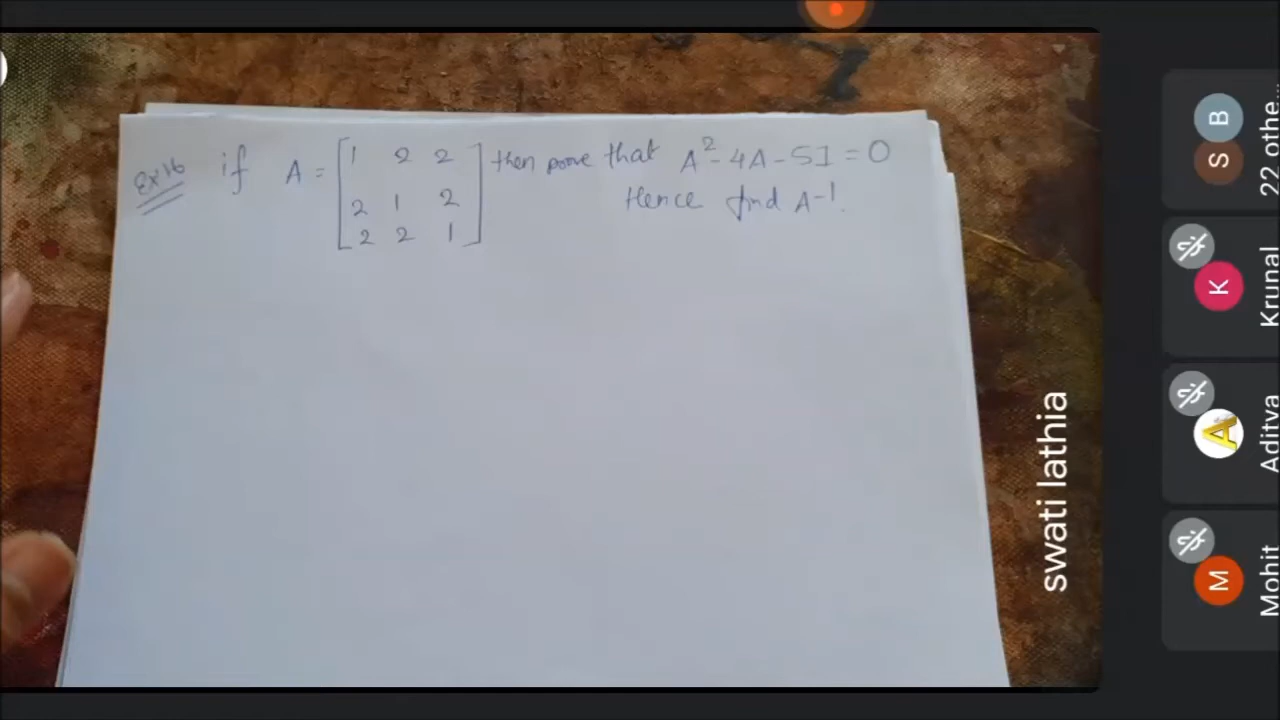 Ex 16 if A = [1 2 2 then prove that A² - 4A - 5I = 0
2 1 2 Hence find A-1.
2 2 1]
swati lathia
S B 22 othe...
K Krunal
A Aditya
M Mohit